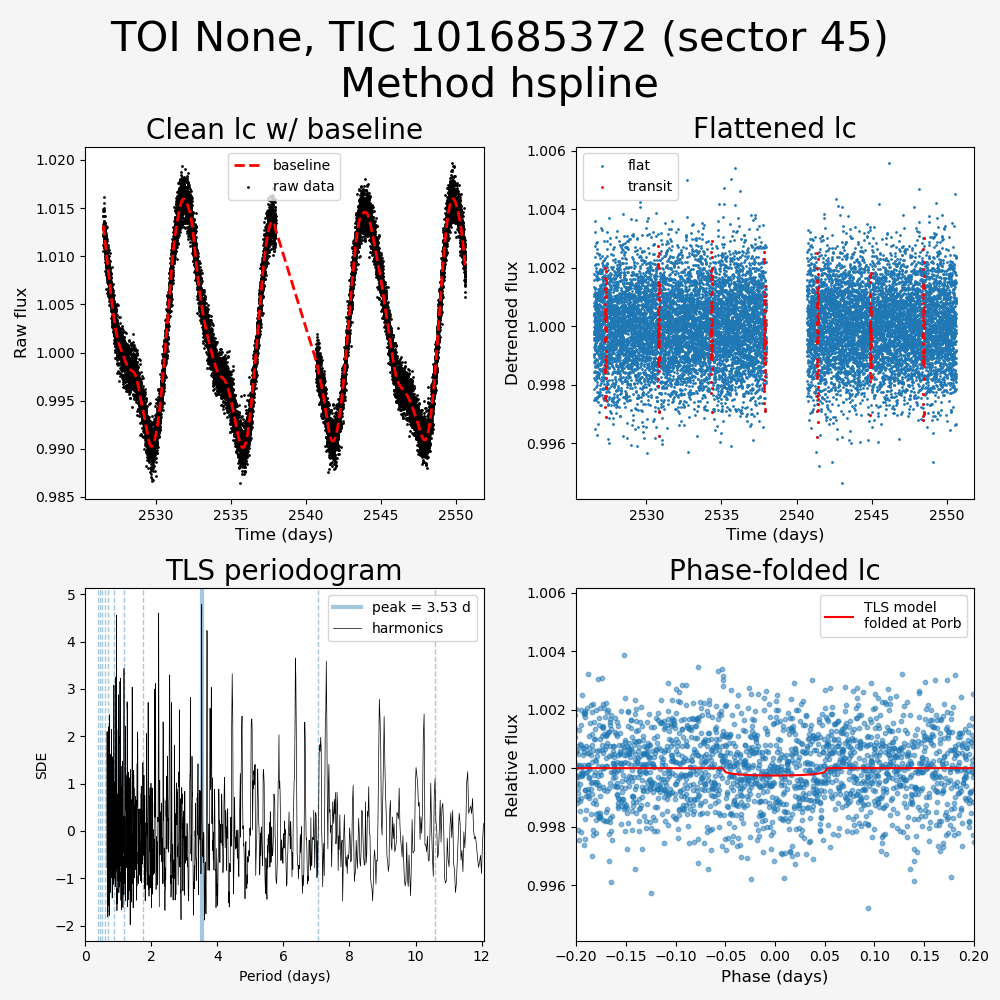 TOI None, TIC 101685372 (sector 45)
Method hspline
Clean lc w/ baseline
baseline
raw data
1.020
1.015
1.010
1.005
1.000
0.995
0.990
0.985
Raw flux
2530
2535
2540
2545
2550
Time (days)
Flattened lc
flat
transit
1.006
1.004
1.002
1.000
0.998
0.996
Detrended flux
2530
2535
2540
2545
2550
Time (days)
TLS periodogram
peak = 3.53 d
harmonics
5
4
3
2
1
0
−1
−2
SDE
0
2
4
6
8
10
12
Period (days)
Phase-folded lc
TLS model
folded at Porb
1.006
1.004
1.002
1.000
0.998
0.996
Relative flux
−0.20
−0.15
−0.10
−0.05
0.00
0.05
0.10
0.15
0.20
Phase (days)